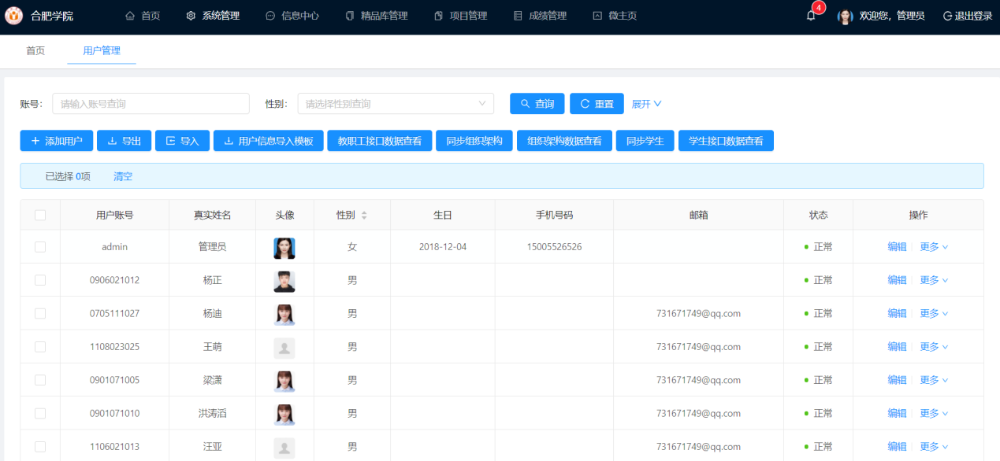 合肥学院 首页 系统管理 信息中心 精品库管理 项目管理 成绩管理 微主页 4 欢迎您，管理员 退出登录
首页 用户管理
账号： 请输入账号查询 性别： 请选择性别查询 查询 重置 展开
添加用户 导出 导入 用户信息导入模板 教职工接口数据查看 同步组织架构 组织架构数据查看 同步学生 学生接口数据查看
已选择 0项 清空
用户账号 真实姓名 头像 性别 生日 手机号码 邮箱 状态 操作
admin 管理员 女 2018-12-04 15005526526 正常 编辑 更多
0906021012 杨正 男 正常 编辑 更多
0705111027 杨迪 男 731671749@qq.com 正常 编辑 更多
1108023025 王萌 男 731671749@qq.com 正常 编辑 更多
0901071005 梁潇 男 731671749@qq.com 正常 编辑 更多
0901071010 洪涛滔 男 731671749@qq.com 正常 编辑 更多
1106021013 汪亚 男 731671749@qq.com 正常 编辑 更多